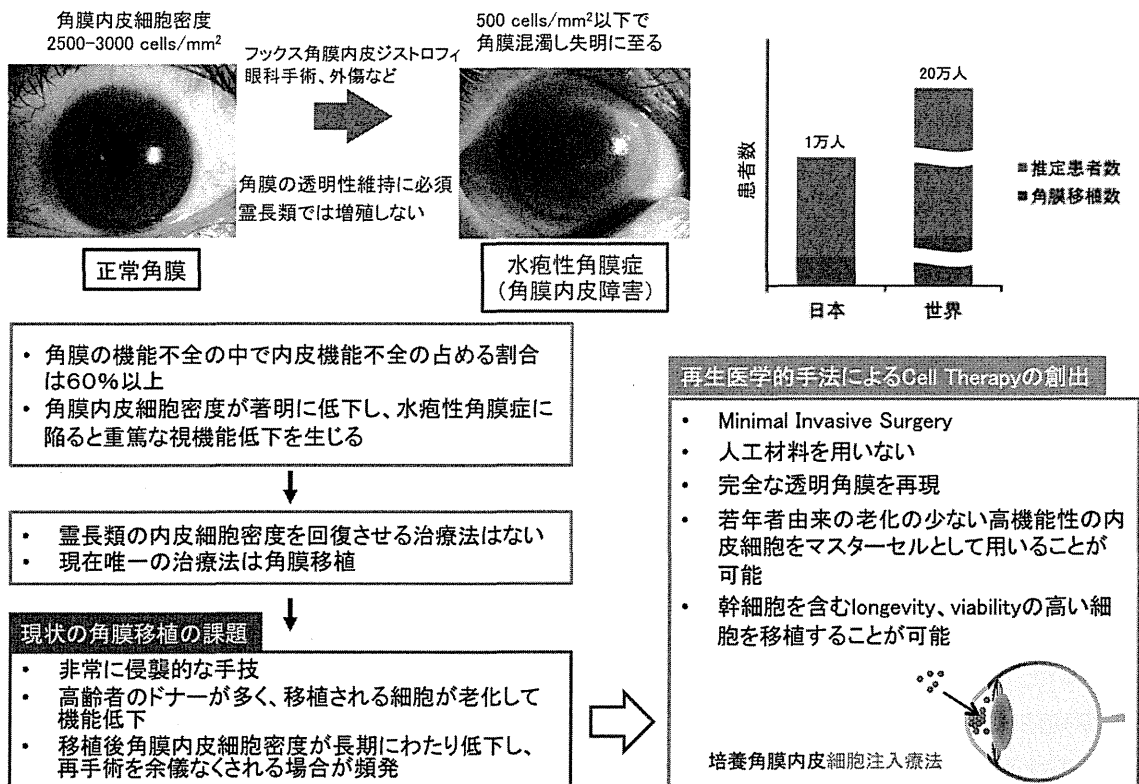 角膜内皮細胞密度
2500-3000 cells/mm²
フックス角膜内皮ジストロフィ
眼科手術、外傷など
角膜の透明性維持に必須
霊長類では増殖しない
正常角膜
500 cells/mm²以下で
角膜混濁し失明に至る
水疱性角膜症
（角膜内皮障害）
患者数
1万人
20万人
日本
世界
推定患者数
角膜移植数
・ 角膜の機能不全の中で内皮機能不全の占める割合
は60%以上
・ 角膜内皮細胞密度が著明に低下し、水疱性角膜症に
陥ると重篤な視機能低下を生じる
・ 霊長類の内皮細胞密度を回復させる治療法はない
・ 現在唯一の治療法は角膜移植
現状の角膜移植の課題
・ 非常に侵襲的な手技
・ 高齢者のドナーが多く、移植される細胞が老化して
機能低下
・ 移植後角膜内皮細胞密度が長期にわたり低下し、
再手術を余儀なくされる場合が頻発
再生医学的手法によるCell Therapyの創出
・ Minimal Invasive Surgery
・ 人工材料を用いない
・ 完全な透明角膜を再現
・ 若年者由来の老化の少ない高機能性の内
皮細胞をマスターセルとして用いることが
可能
・ 幹細胞を含むlongevity、viabilityの高い細
胞を移植することが可能
培養角膜内皮細胞注入療法